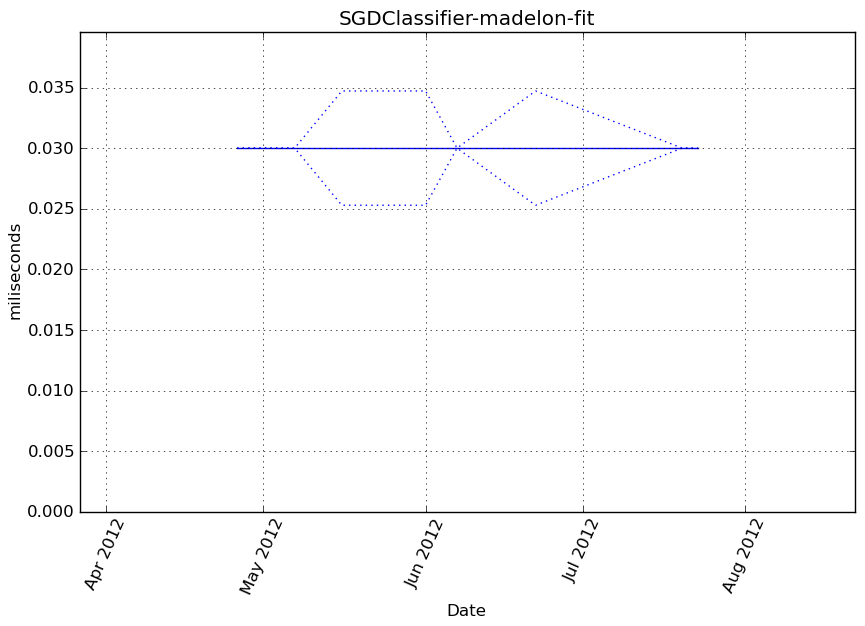 SGDClassifier-madelon-fit
0.035
0.030
0.025
0.020
0.015
0.010
0.005
0.000
miliseconds
Apr 2012
May 2012
Jun 2012
Jul 2012
Aug 2012
Date